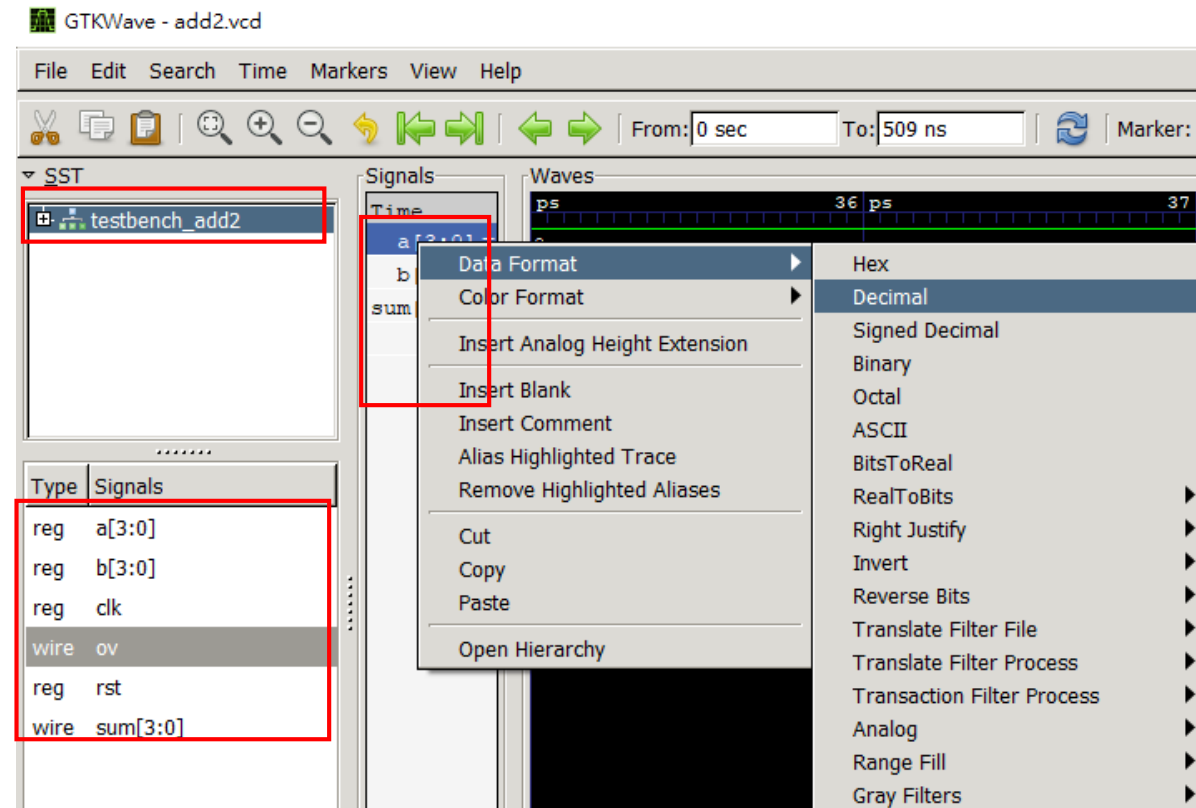 GTKWave - add2.vcd
File Edit Search Time Markers View Help
From: 0 sec To: 509 ns Marker:
SST
testbench_add2
Type Signals
reg a[3:0]
reg b[3:0]
reg clk
wire ov
reg rst
wire sum[3:0]
Signals
Time
a[3:0]
b[
sum[
Waves
ps 36 ps 37
Data Format
Color Format
Insert Analog Height Extension
Insert Blank
Insert Comment
Alias Highlighted Trace
Remove Highlighted Aliases
Cut
Copy
Paste
Open Hierarchy
Hex
Decimal
Signed Decimal
Binary
Octal
ASCII
BitsToReal
RealToBits
Right Justify
Invert
Reverse Bits
Translate Filter File
Translate Filter Process
Transaction Filter Process
Analog
Range Fill
Gray Filters